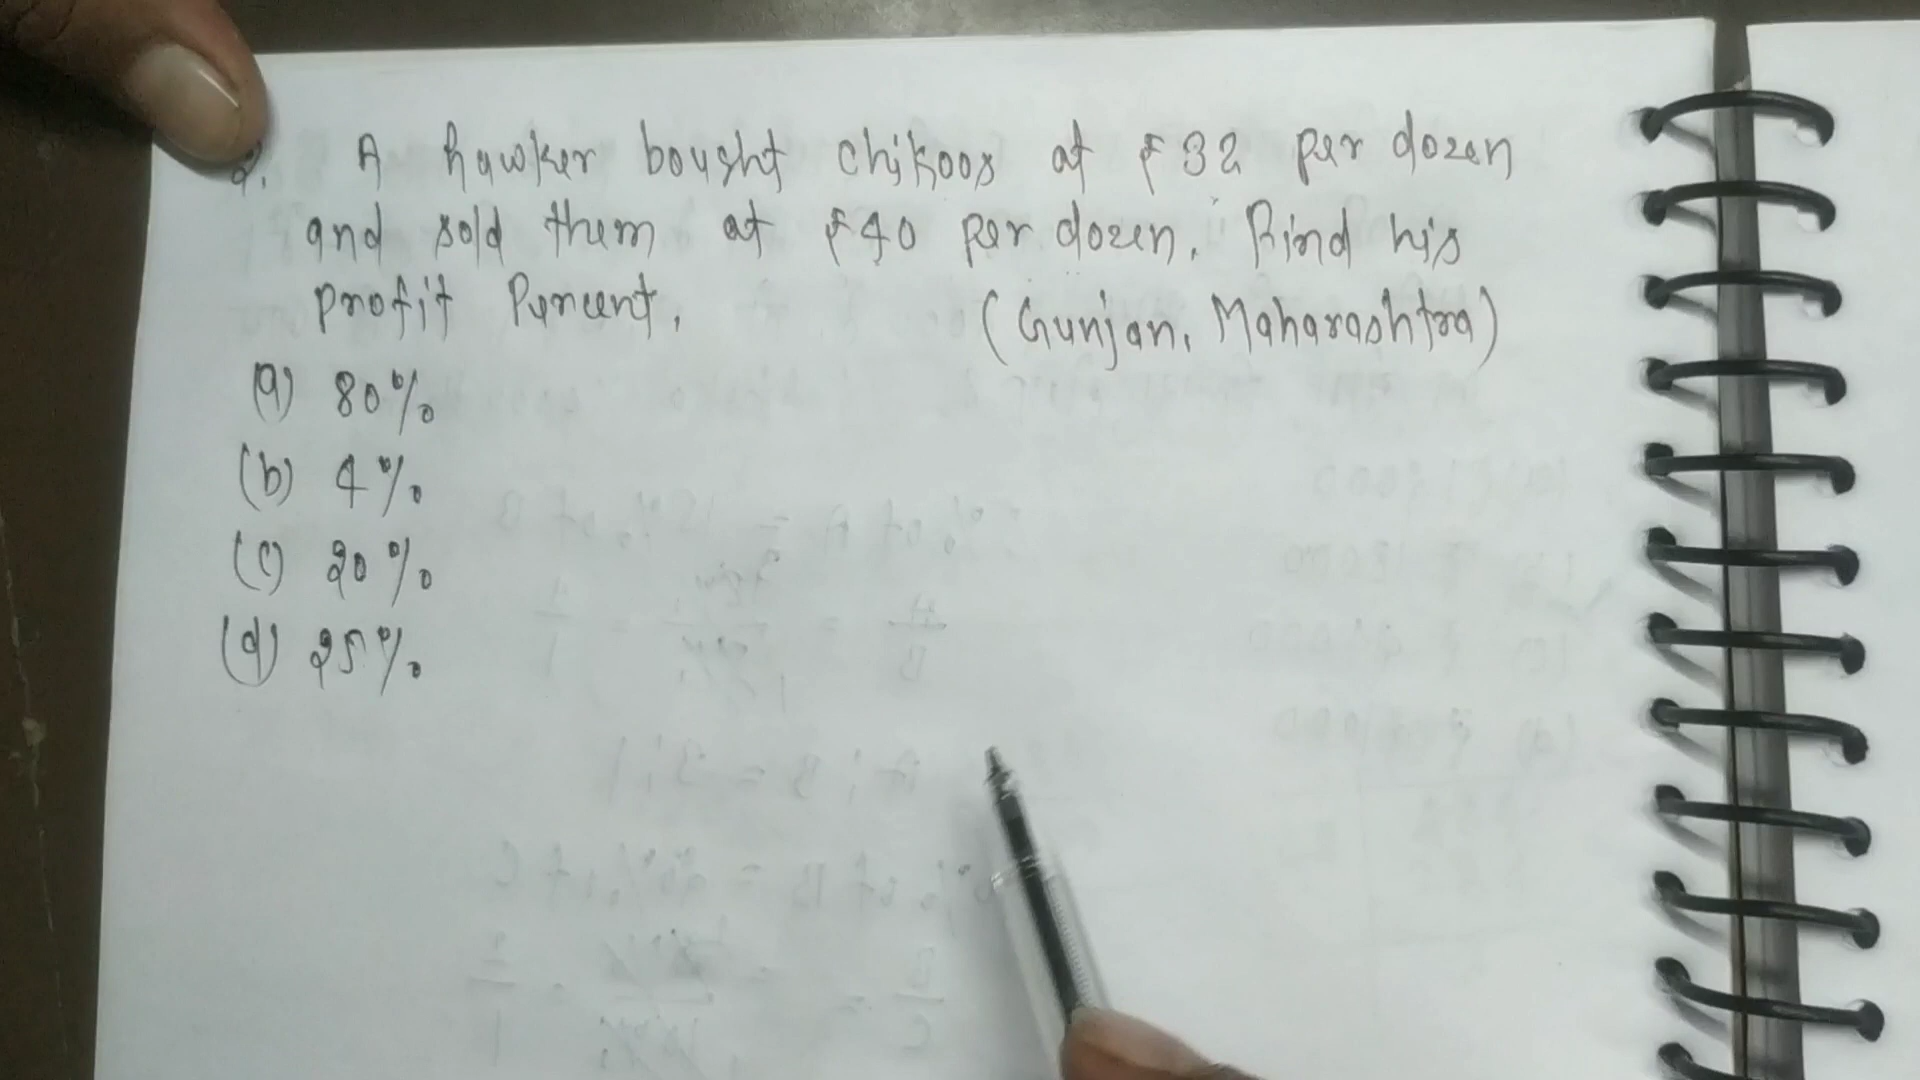 2. A hawker bought chikoos at ₹32 per dozen
and sold them at ₹40 per dozen. Find his
profit Percent. (Gunjan, Maharashtra)
(a) 80%
(b) 4%
(c) 20%
(d) 25%